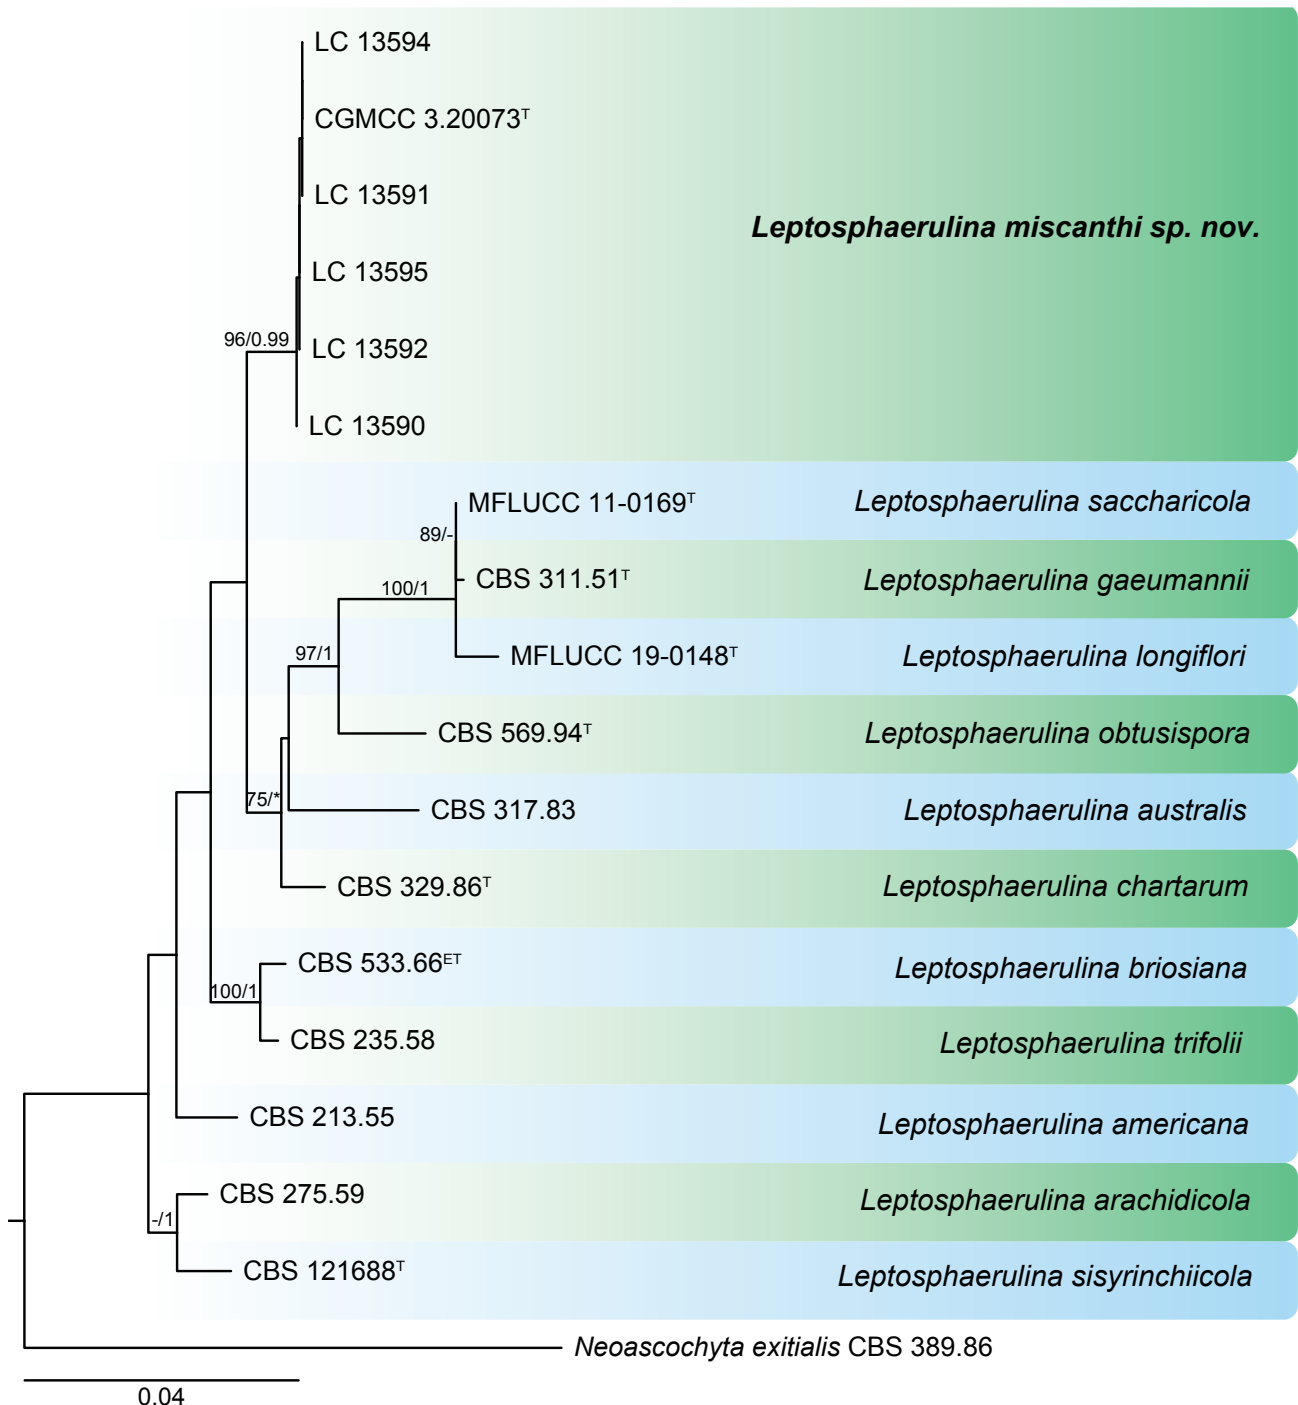 LC 13594
CGMCC 3.20073ᵀ
LC 13591
Leptosphaerulina miscanthi sp. nov.
LC 13595
96/0.99
LC 13592
LC 13590
MFLUCC 11-0169ᵀ Leptosphaerulina saccharicola
89/-
CBS 311.51ᵀ Leptosphaerulina gaeumannii
100/1
MFLUCC 19-0148ᵀ Leptosphaerulina longiflori
97/1
CBS 569.94ᵀ Leptosphaerulina obtusispora
75/*
CBS 317.83 Leptosphaerulina australis
CBS 329.86ᵀ Leptosphaerulina chartarum
CBS 533.66ᴱᵀ Leptosphaerulina briosiana
100/1
CBS 235.58 Leptosphaerulina trifolii
CBS 213.55 Leptosphaerulina americana
CBS 275.59 Leptosphaerulina arachidicola
-/1
CBS 121688ᵀ Leptosphaerulina sisyrinchiicola
Neoascochyta exitialis CBS 389.86
0.04